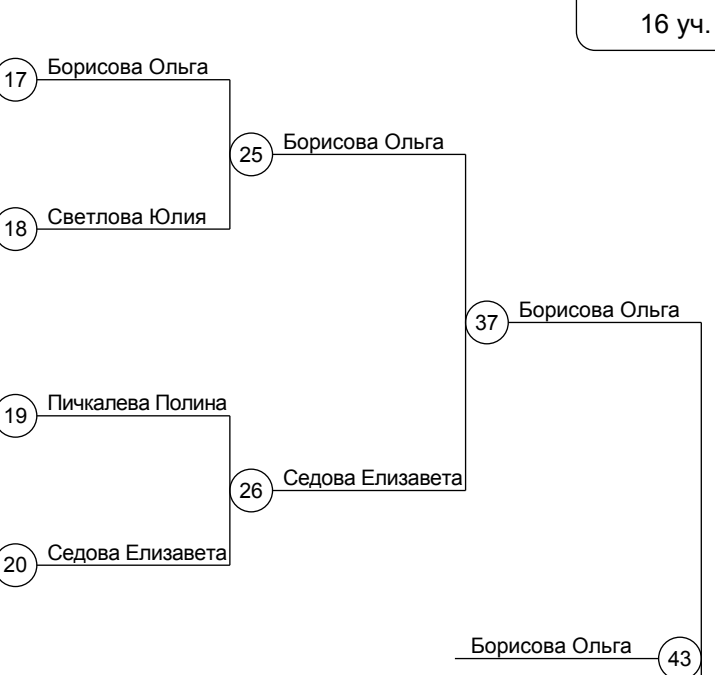 16 уч.
17 Борисова Ольга
25 Борисова Ольга
18 Светлова Юлия
37 Борисова Ольга
19 Пичкалева Полина
26 Седова Елизавета
20 Седова Елизавета
Борисова Ольга 43